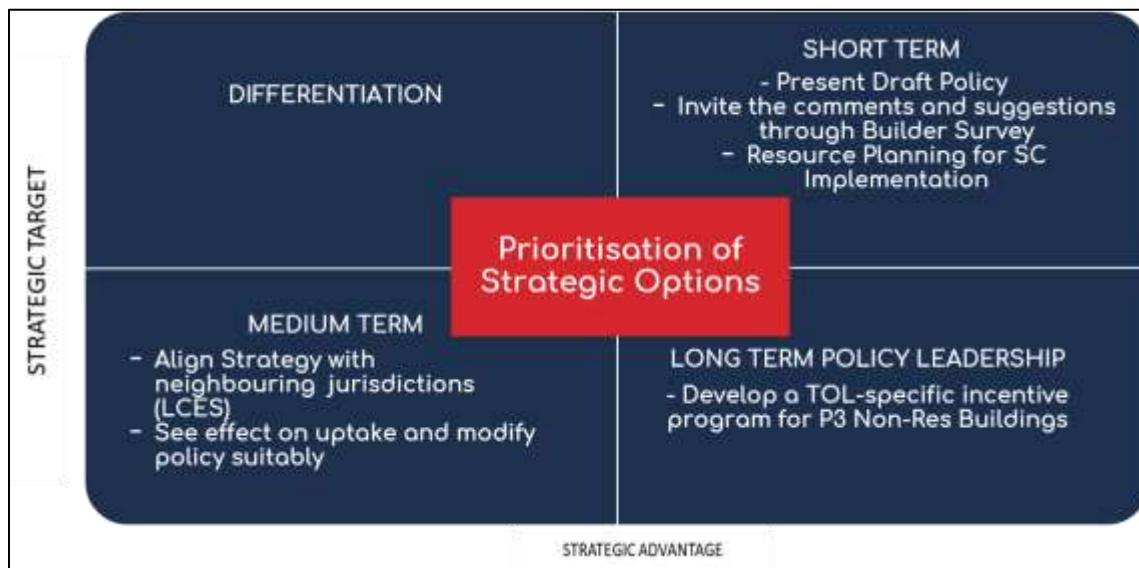 STRATEGIC TARGET
DIFFERENTIATION
SHORT TERM
- Present Draft Policy
- Invite the comments and suggestions
through Builder Survey
- Resource Planning for SC
Implementation
Prioritisation of
Strategic Options
MEDIUM TERM
- Align Strategy with
neighbouring jurisdictions
(LCES)
- See effect on uptake and modify
policy suitably
LONG TERM POLICY LEADERSHIP
- Develop a TOL-specific incentive
program for P3 Non-Res Buildings
STRATEGIC ADVANTAGE